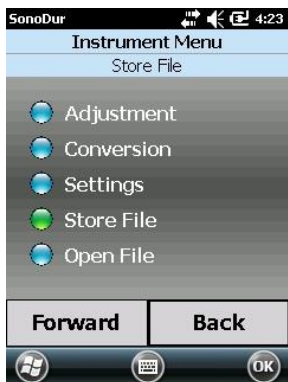 SonoDur 4:23
Instrument Menu
Store File
Adjustment
Conversion
Settings
Store File
Open File
Forward Back
OK